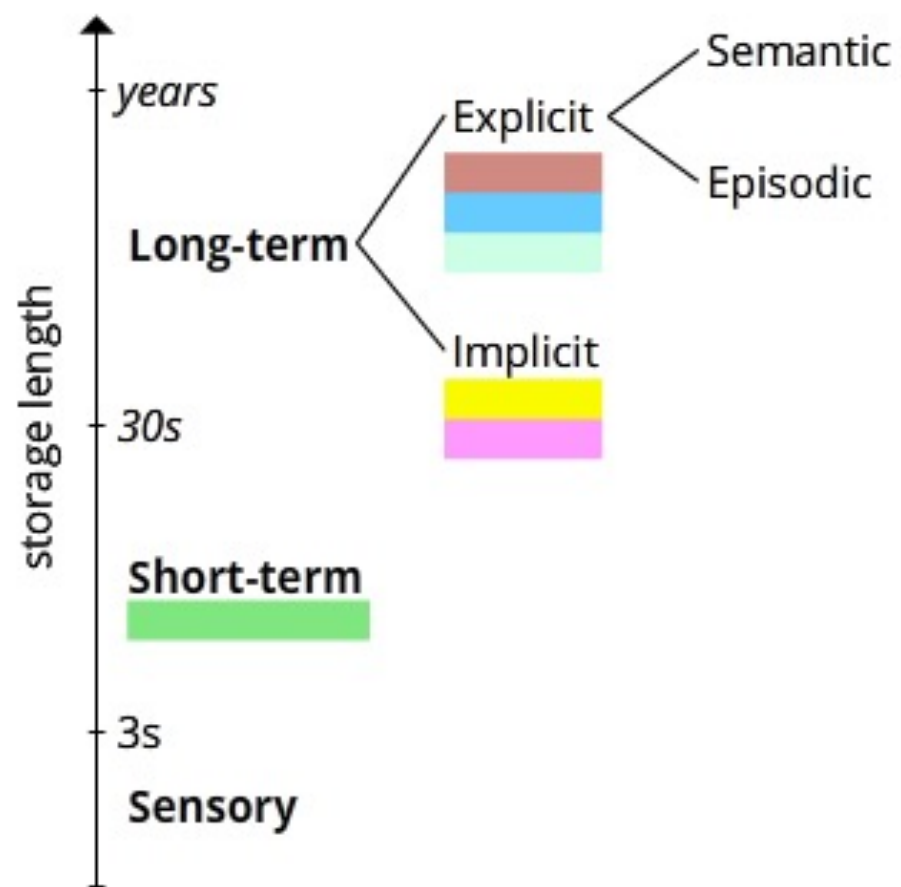 Semantic
years
Explicit
Episodic
Long-term
Implicit
30s
storage length
Short-term
3s
Sensory